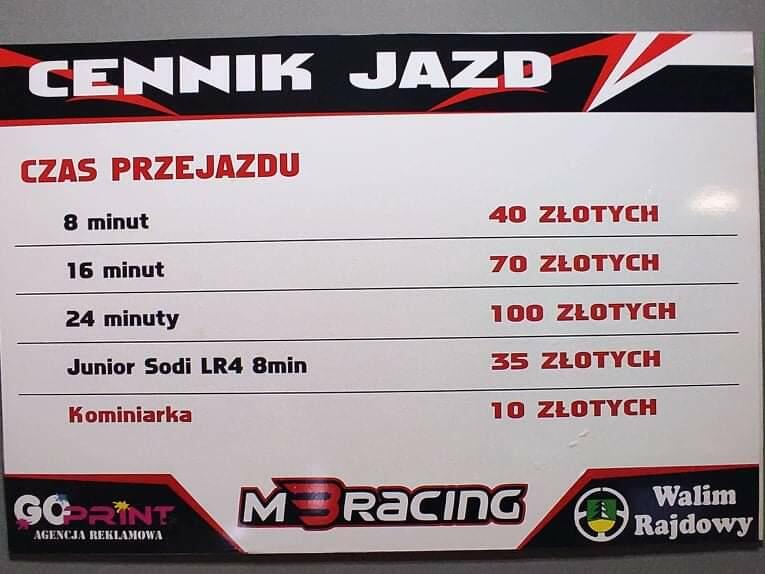 CENNIK JAZD
CZAS PRZEJAZDU
8 minut 40 ZŁOTYCH
16 minut 70 ZŁOTYCH
24 minuty 100 ZŁOTYCH
Junior Sodi LR4 8min 35 ZŁOTYCH
Kominiarka 10 ZŁOTYCH
GOPRINT
AGENCJA REKLAMOWA
MBRACING
Walim
Rajdowy